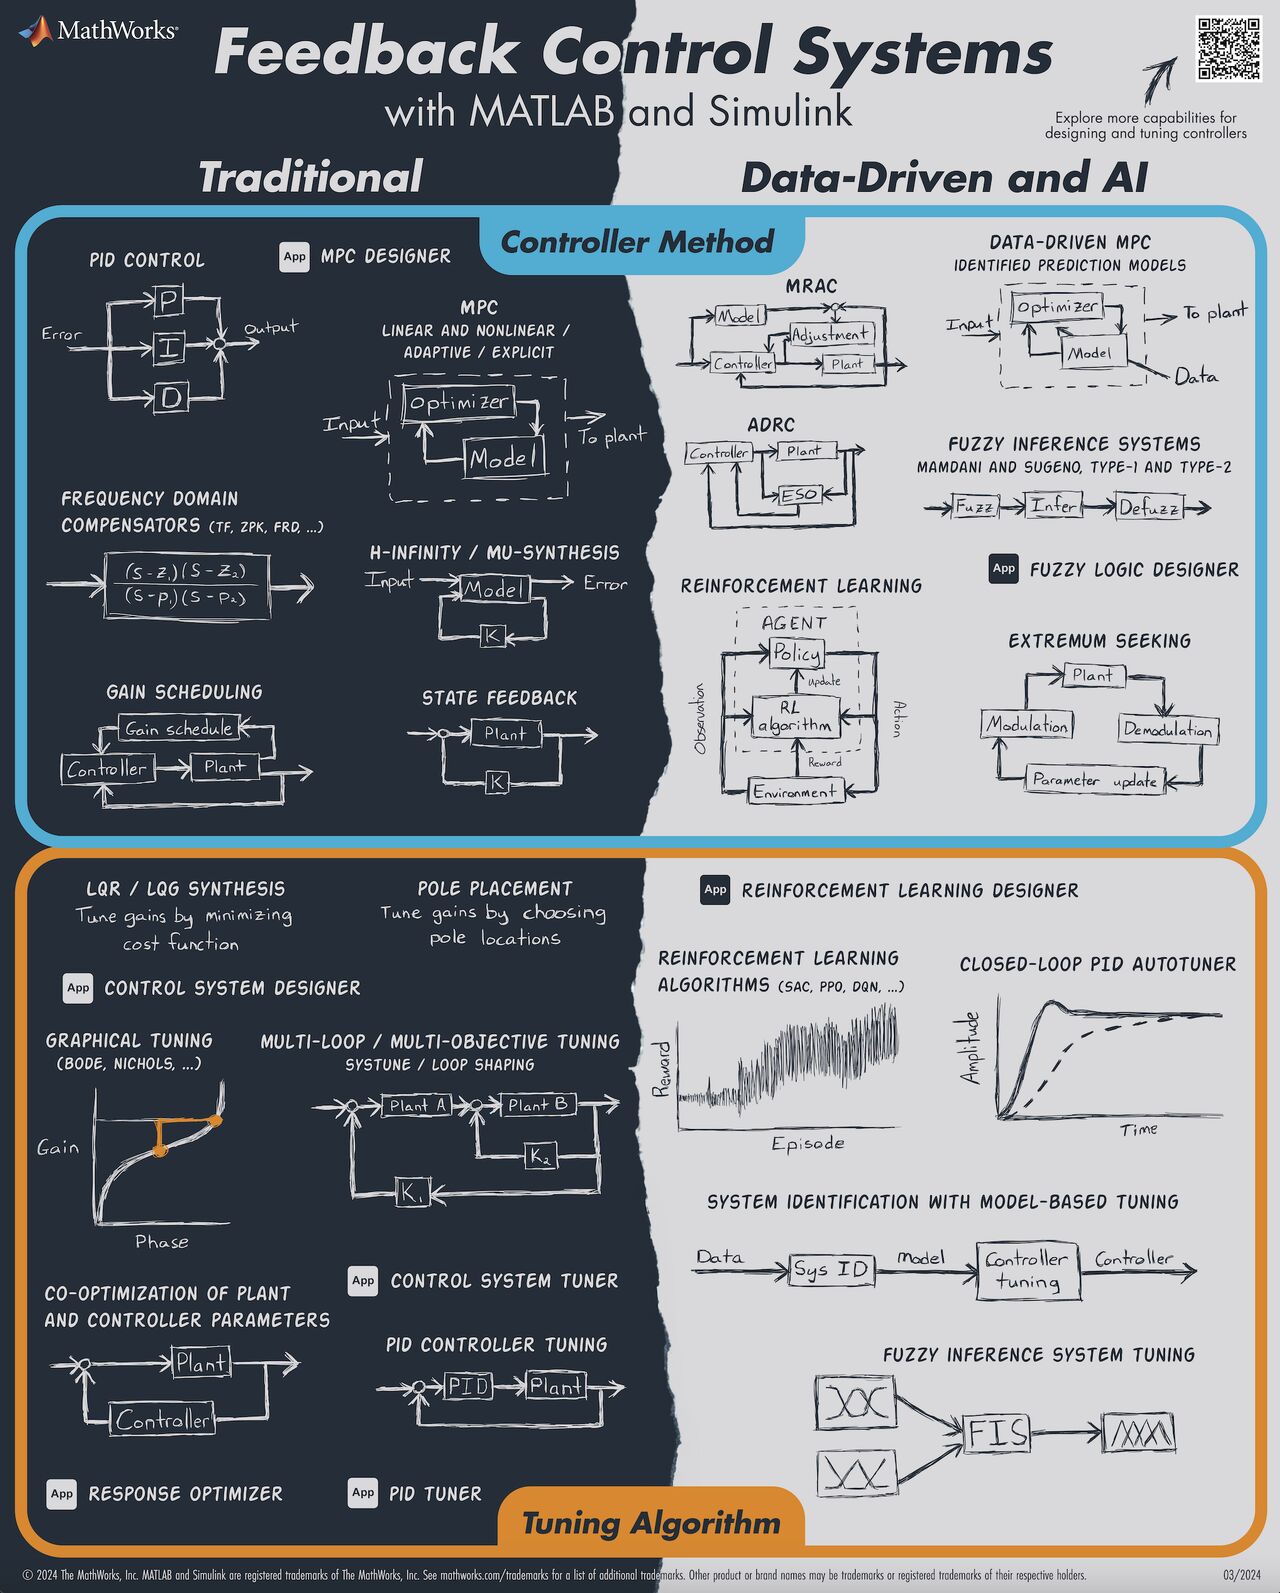 MathWorks®
Feedback Control Systems
with MATLAB and Simulink
Explore more capabilities for
designing and tuning controllers
Traditional
Data-Driven and AI
Controller Method
PID CONTROL
Error
P
I
D
Output
App MPC DESIGNER
MPC
LINEAR AND NONLINEAR /
ADAPTIVE / EXPLICIT
Input
Optimizer
Model
To plant
FREQUENCY DOMAIN
COMPENSATORS (TF, ZPK, FRD, ...)
(S-Z₁)(S-Z₂)
(S-P₁)(S-P₂)
H-INFINITY / MU-SYNTHESIS
Input
Model
Error
K
GAIN SCHEDULING
Gain schedule
Controller
Plant
STATE FEEDBACK
Plant
K
MRAC
Model
Adjustment
Controller
Plant
DATA-DRIVEN MPC
IDENTIFIED PREDICTION MODELS
Input
Optimizer
Model
To plant
Data
ADRC
Controller
Plant
ESO
FUZZY INFERENCE SYSTEMS
MAMDANI AND SUGENO, TYPE-1 AND TYPE-2
Fuzz
Infer
Defuzz
App FUZZY LOGIC DESIGNER
REINFORCEMENT LEARNING
AGENT
Policy
update
RL
algorithm
Reward
Environment
Observation
Action
EXTREMUM SEEKING
Plant
Modulation
Demodulation
Parameter update
LQR / LQG SYNTHESIS
Tune gains by minimizing
cost function
POLE PLACEMENT
Tune gains by choosing
pole locations
App CONTROL SYSTEM DESIGNER
GRAPHICAL TUNING
(BODE, NICHOLS, ...)
Gain
Phase
MULTI-LOOP / MULTI-OBJECTIVE TUNING
SYSTUNE / LOOP SHAPING
Plant A
Plant B
K₂
K₁
App CONTROL SYSTEM TUNER
CO-OPTIMIZATION OF PLANT
AND CONTROLLER PARAMETERS
Plant
Controller
PID CONTROLLER TUNING
PID
Plant
App RESPONSE OPTIMIZER
App PID TUNER
App REINFORCEMENT LEARNING DESIGNER
REINFORCEMENT LEARNING
ALGORITHMS (SAC, PPO, DQN, ...)
Reward
Episode
CLOSED-LOOP PID AUTOTUNER
Amplitude
Time
SYSTEM IDENTIFICATION WITH MODEL-BASED TUNING
Data
Sys ID
Model
Controller
tuning
Controller
FUZZY INFERENCE SYSTEM TUNING
FIS
Tuning Algorithm
© 2024 The MathWorks, Inc. MATLAB and Simulink are registered trademarks of The MathWorks, Inc. See mathworks.com/trademarks for a list of additional trademarks. Other product or brand names may be trademarks or registered trademarks of their respective holders.
03/2024